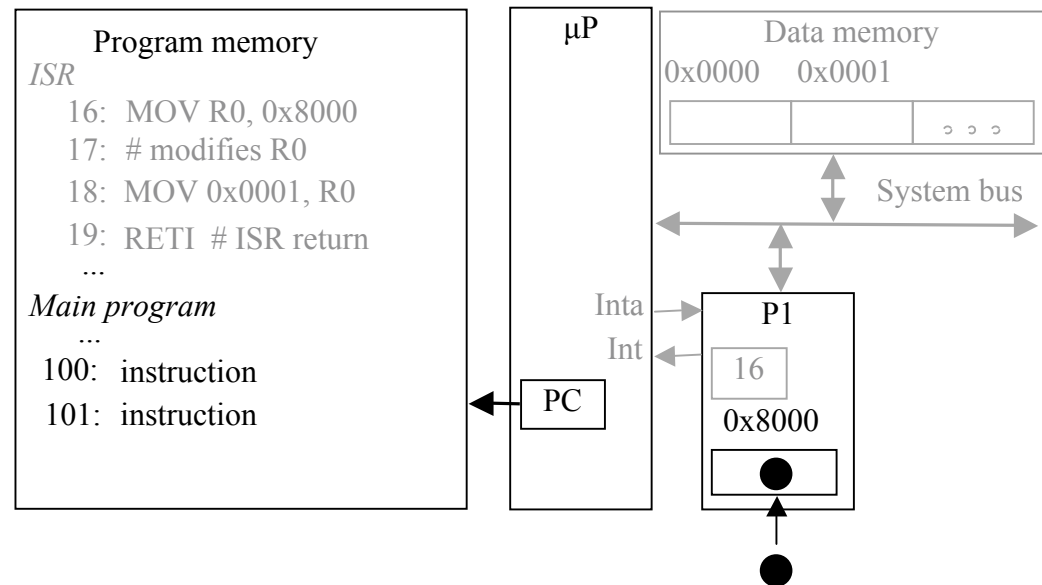 Program memory
ISR
16: MOV R0, 0x8000
17: # modifies R0
18: MOV 0x0001, R0
19: RETI # ISR return
...
Main program
...
100: instruction
101: instruction
μP
PC
Data memory
0x0000 0x0001
System bus
Inta
Int
P1
16
0x8000